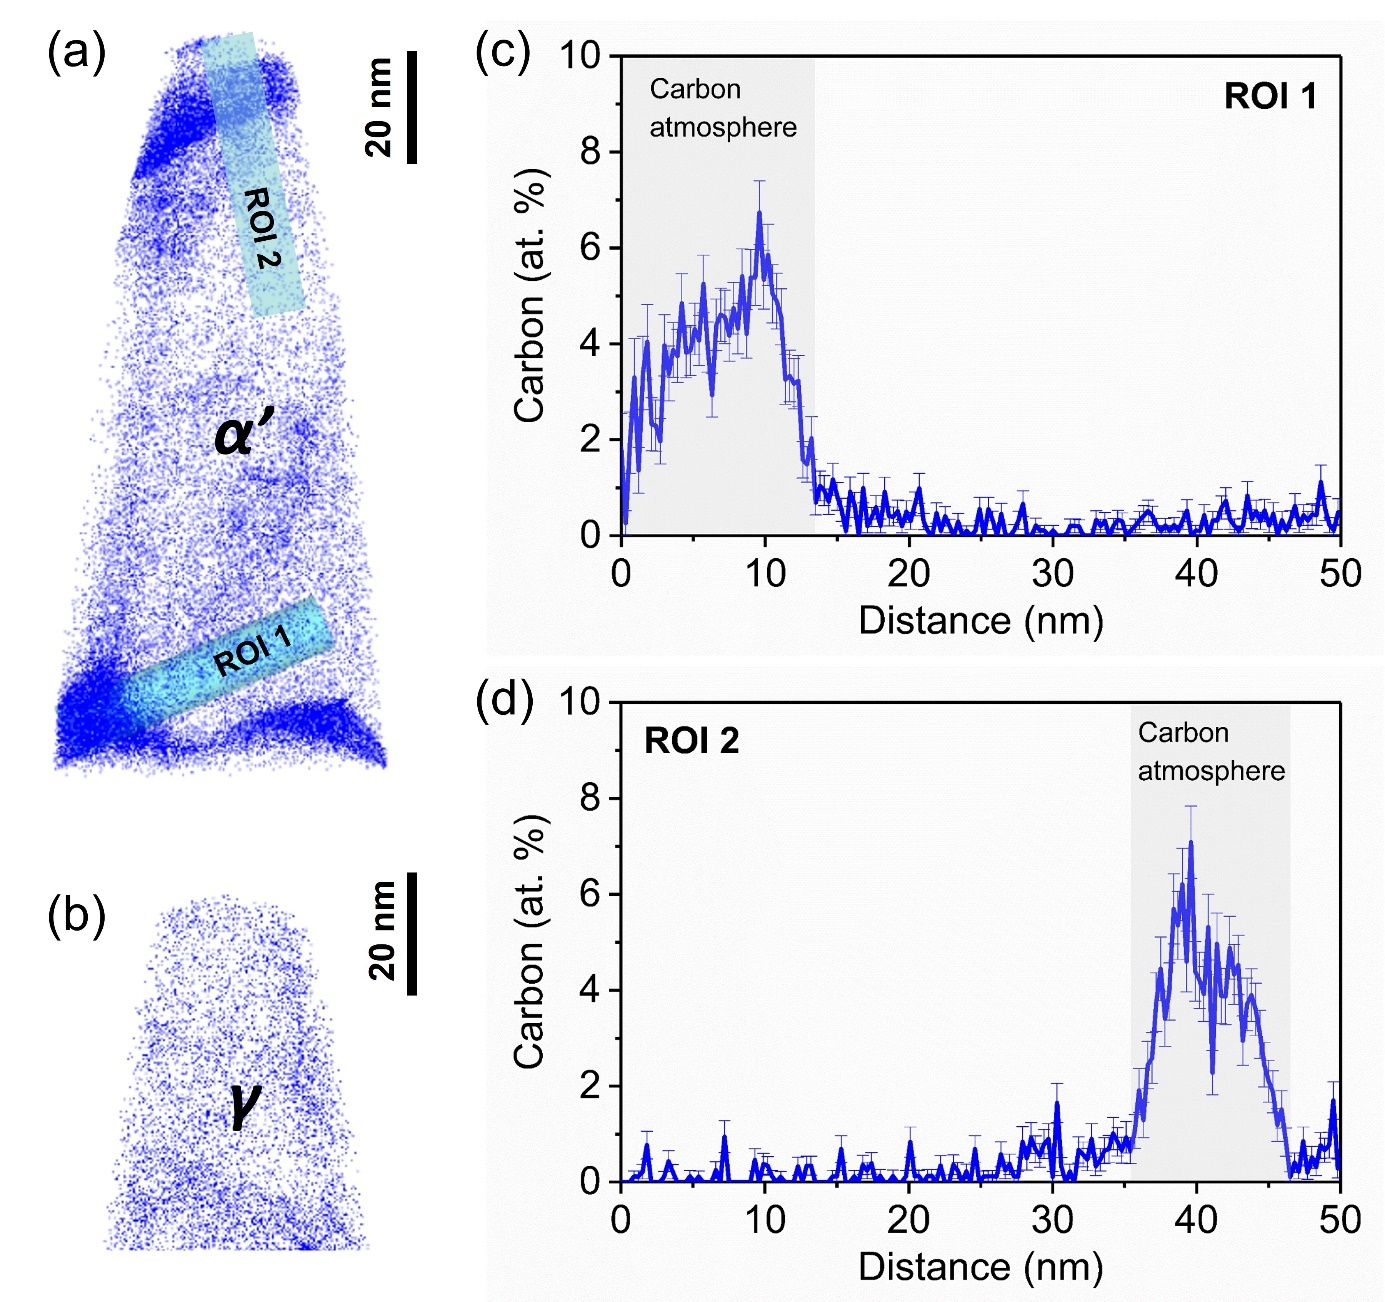 (a)
20 nm
ROI 2
α′
ROI 1
(b)
20 nm
γ
(c)
Carbon (at. %)
10
8
6
4
2
0
Carbon
atmosphere
ROI 1
0 10 20 30 40 50
Distance (nm)
(d)
Carbon (at. %)
10
8
6
4
2
0
ROI 2
Carbon
atmosphere
0 10 20 30 40 50
Distance (nm)